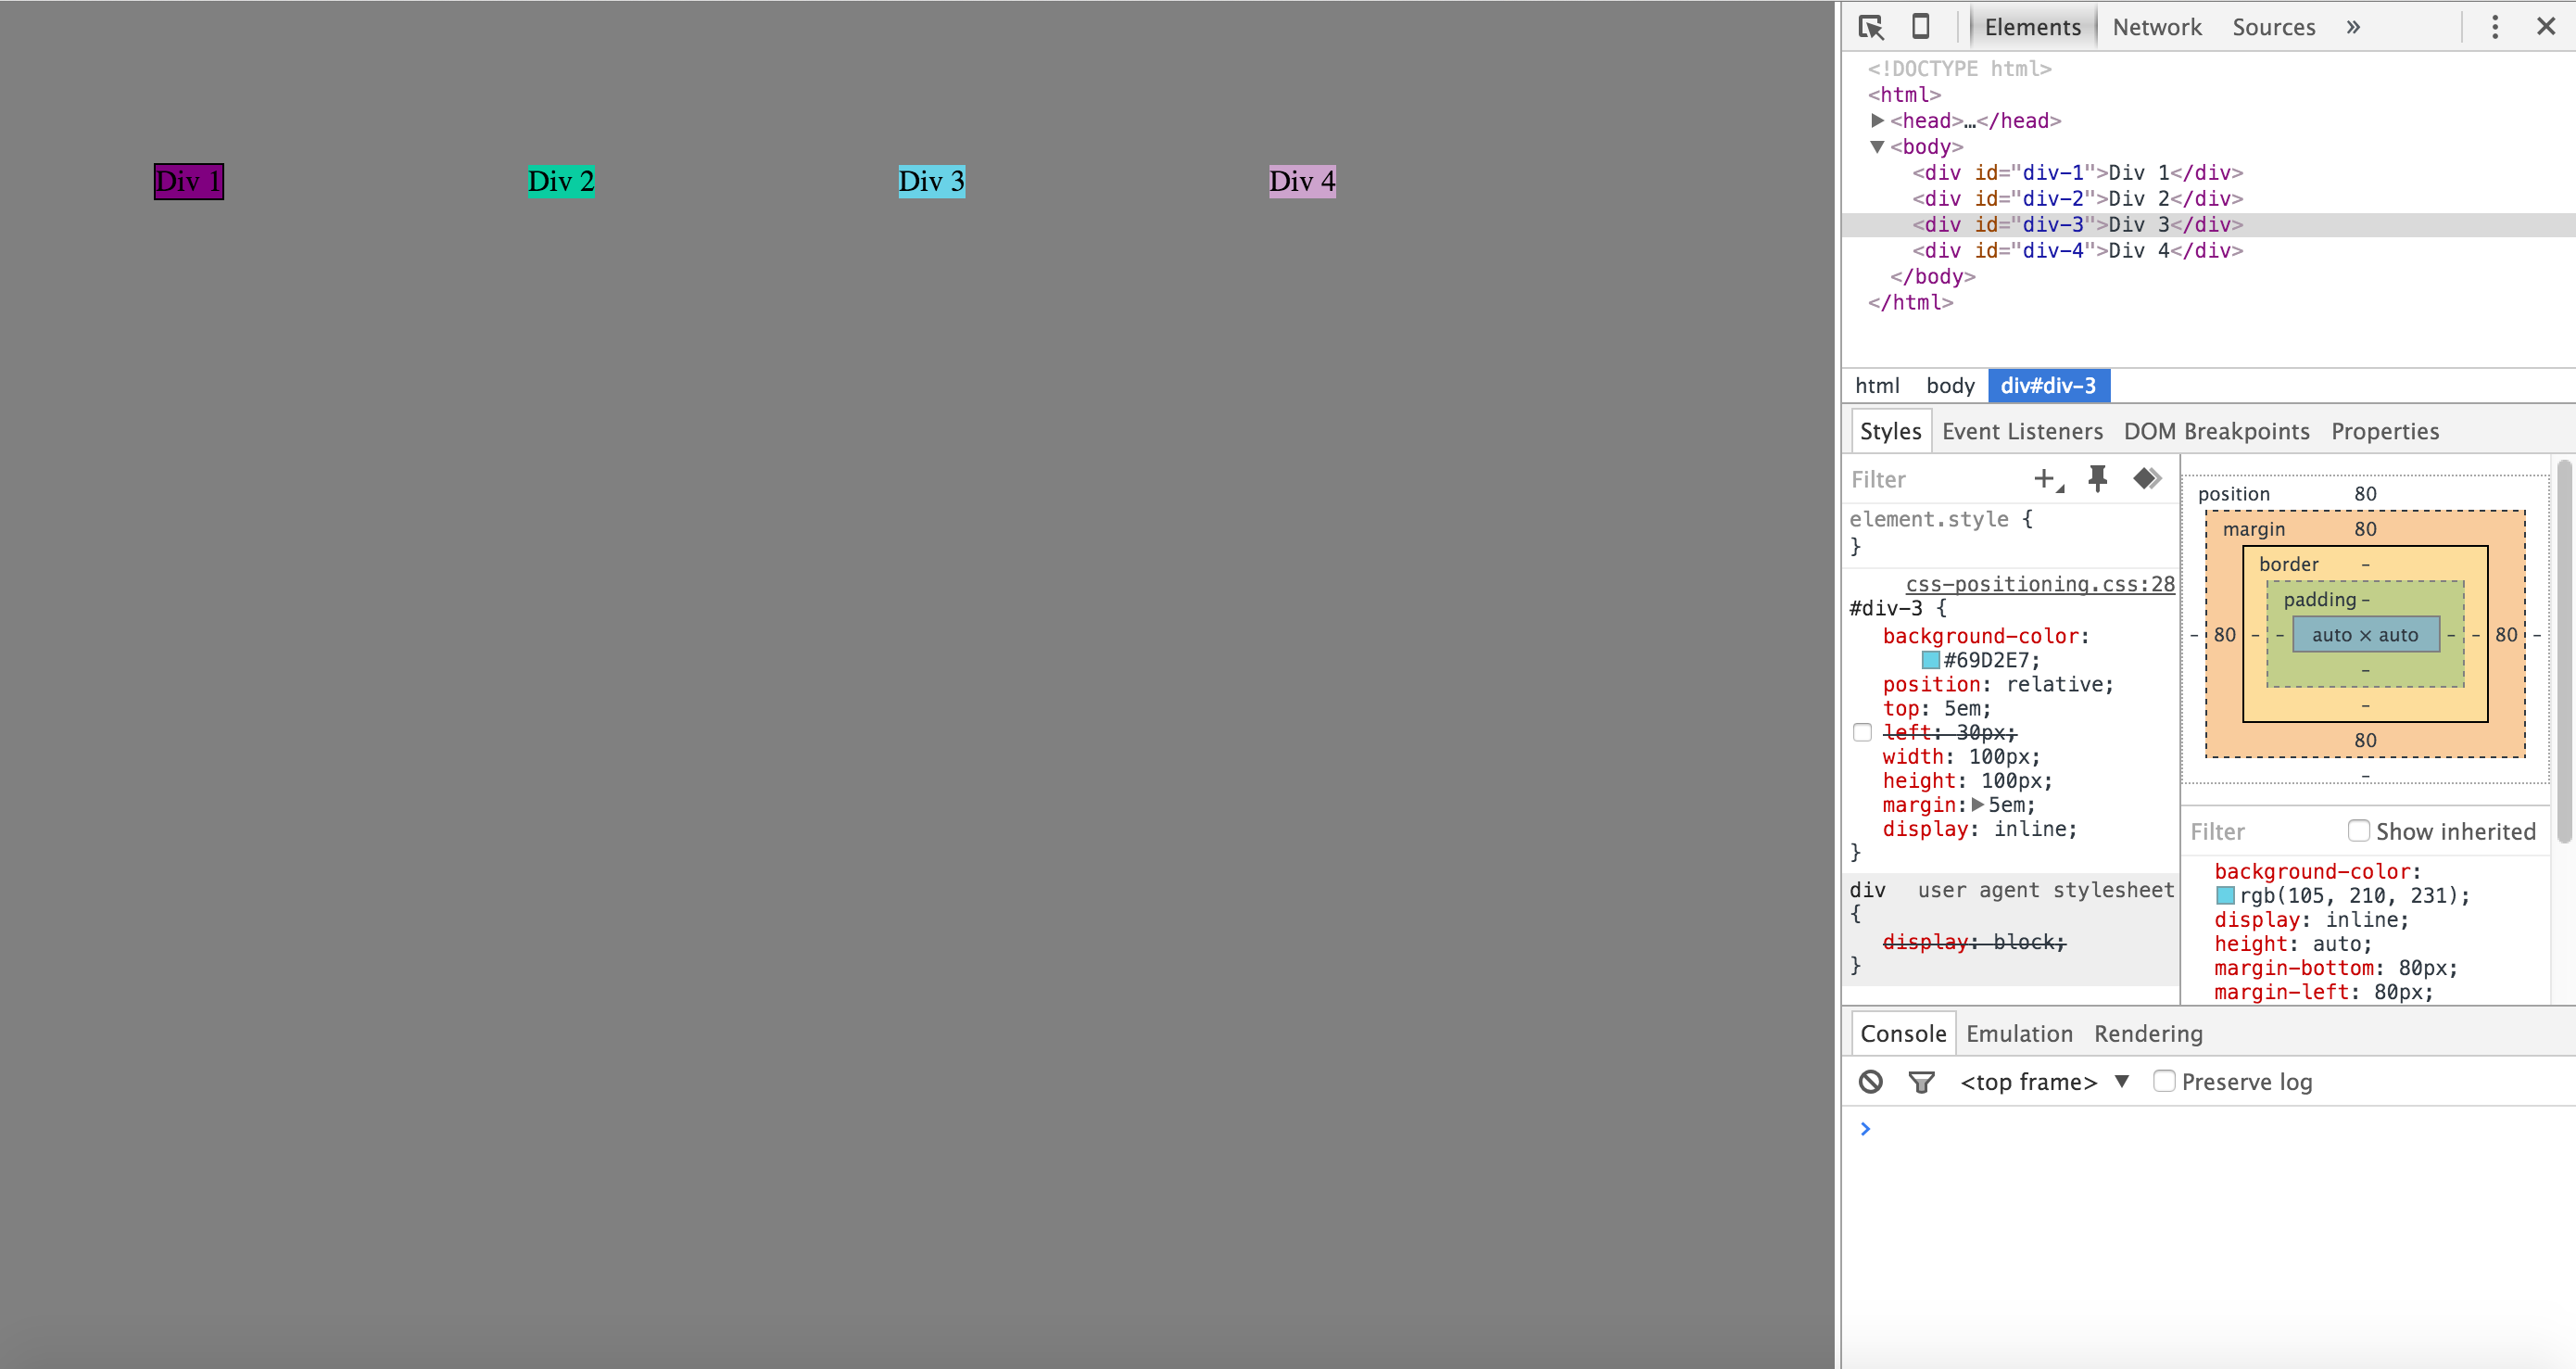 Div 1
Div 2
Div 3
Div 4
Elements Network Sources »
<!DOCTYPE html>
<html>
<head>…</head>
<body>
<div id="div-1">Div 1</div>
<div id="div-2">Div 2</div>
<div id="div-3">Div 3</div>
<div id="div-4">Div 4</div>
</body>
</html>
html body div#div-3
Styles Event Listeners DOM Breakpoints Properties
Filter
element.style {
}
css-positioning.css:28
#div-3 {
background-color:
#69D2E7;
position: relative;
top: 5em;
left: 30px;
width: 100px;
height: 100px;
margin: 5em;
display: inline;
}
div user agent stylesheet
{
display: block;
}
position 80
margin 80
border –
padding –
– 80 – – auto × auto – – 80 –
–
–
80
–
Filter Show inherited
background-color:
rgb(105, 210, 231);
display: inline;
height: auto;
margin-bottom: 80px;
margin-left: 80px;
Console Emulation Rendering
<top frame> Preserve log